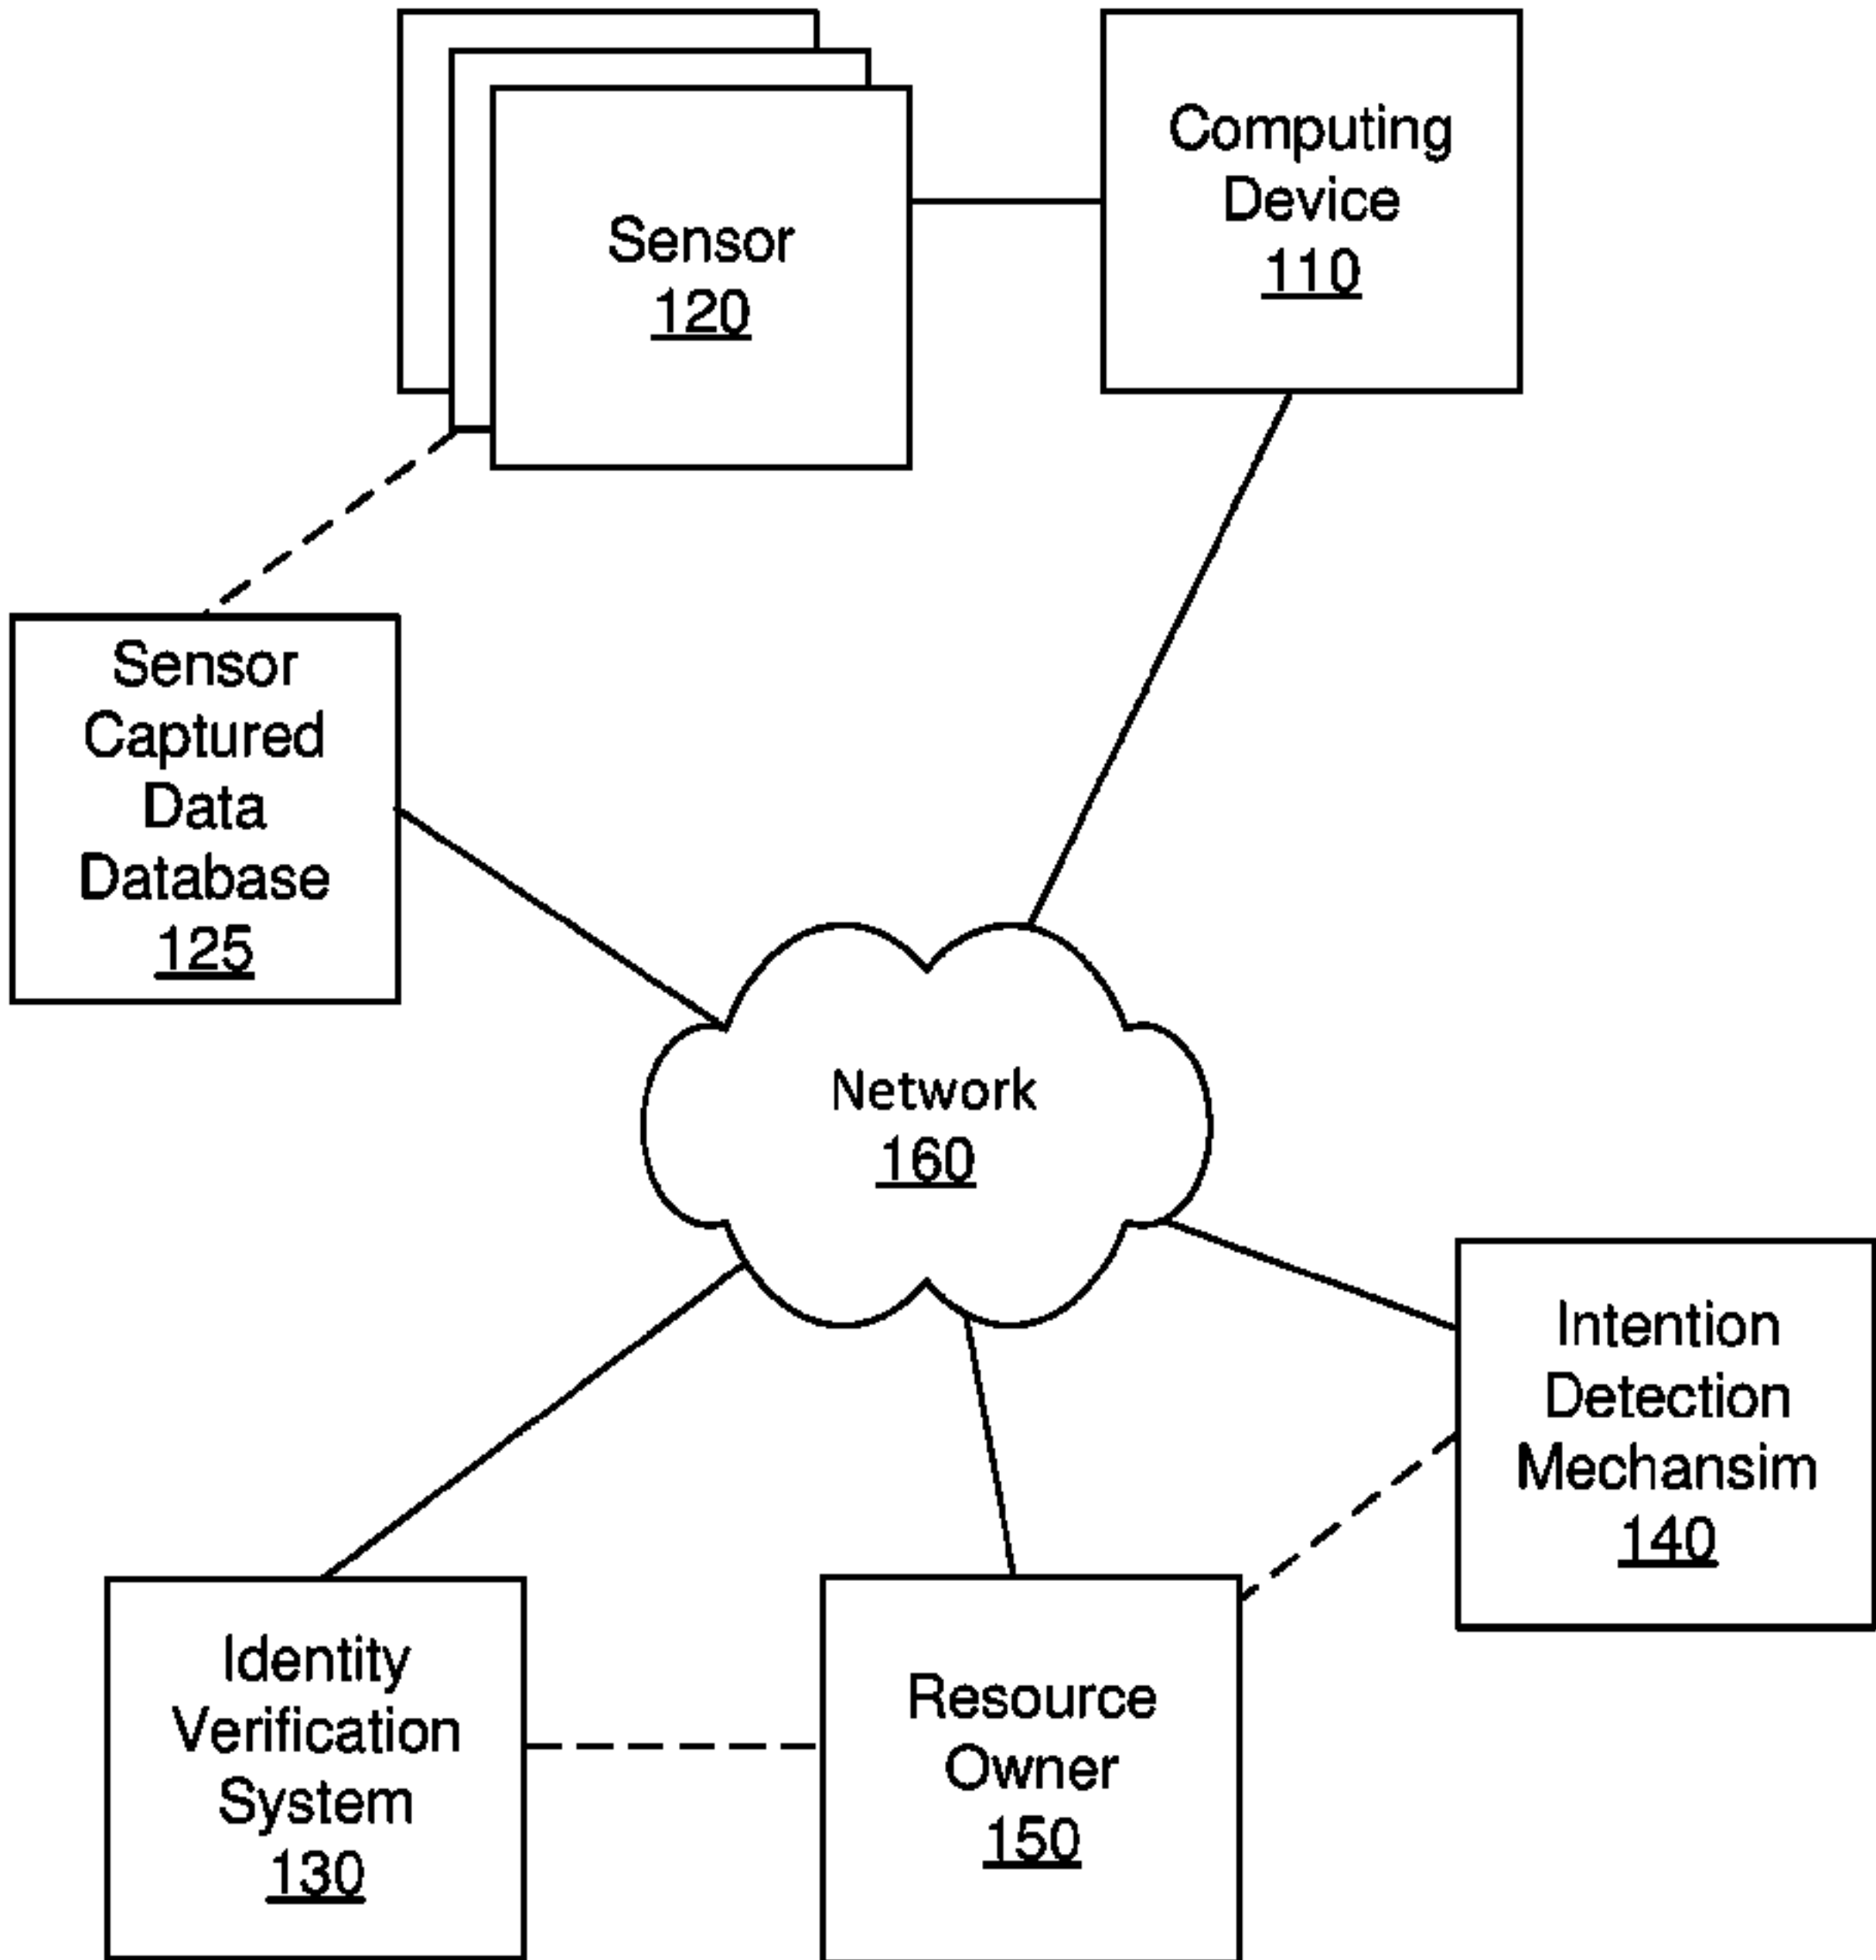 Sensor
120
Computing
Device
110
Sensor
Captured
Data
Database
125
Network
160
Intention
Detection
Mechansim
140
Identity
Verification
System
130
Resource
Owner
150